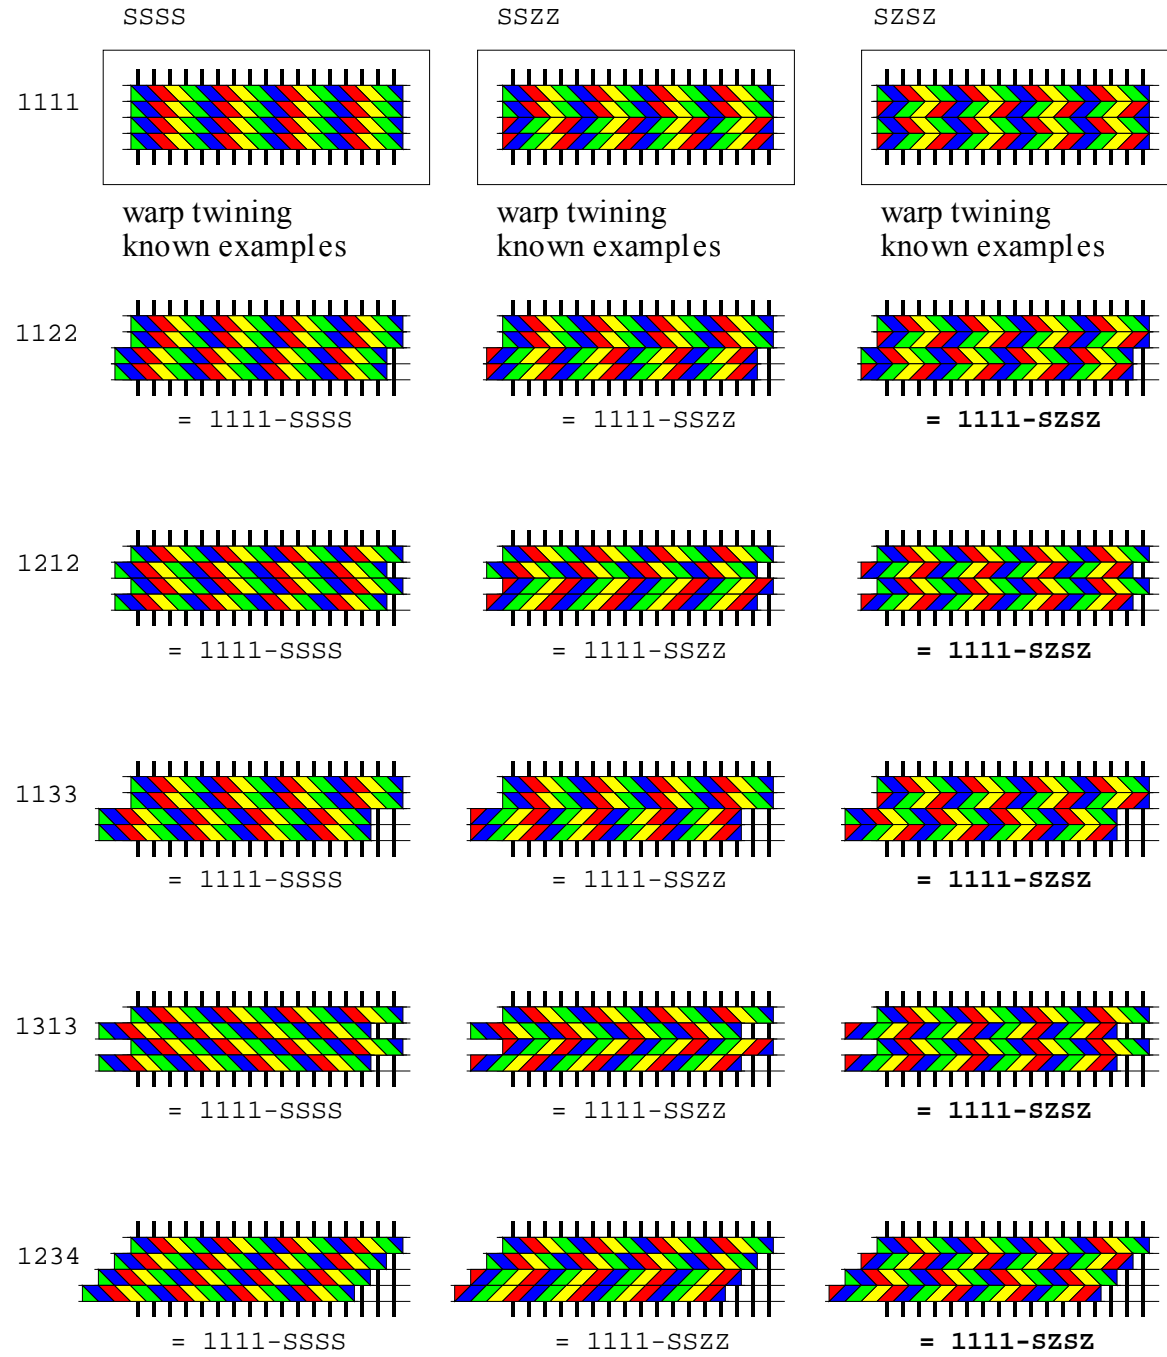 SSSS SSZZ SZSZ
1111
warp twining warp twining warp twining
known examples known examples known examples
1122
= 1111-SSSS = 1111-SSZZ = 1111-SZSZ
1212
= 1111-SSSS = 1111-SSZZ = 1111-SZSZ
1133
= 1111-SSSS = 1111-SSZZ = 1111-SZSZ
1313
= 1111-SSSS = 1111-SSZZ = 1111-SZSZ
1234
= 1111-SSSS = 1111-SSZZ = 1111-SZSZ